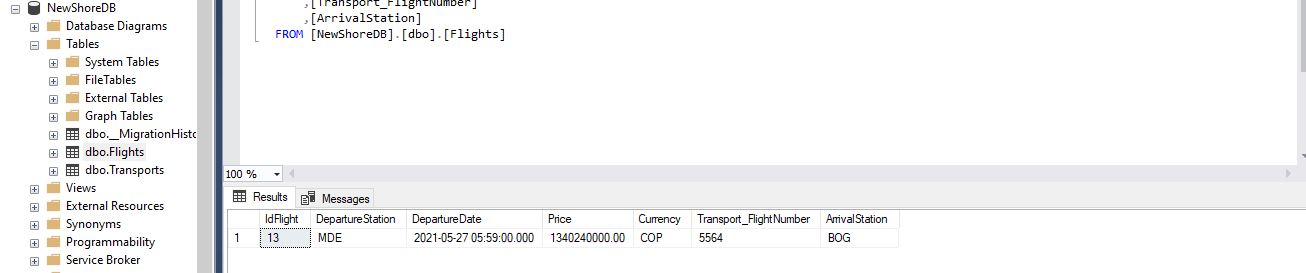 NewShoreDB
Database Diagrams
Tables
System Tables
FileTables
External Tables
Graph Tables
dbo.__MigrationHisto
dbo.Flights
dbo.Transports
Views
External Resources
Synonyms
Programmability
Service Broker
,[Transport_FlightNumber]
,[ArrivalStation]
FROM [NewShoreDB].[dbo].[Flights]
100 %
Results Messages
IdFlight DepartureStation DepartureDate Price Currency Transport_FlightNumber ArrivalStation
1 13 MDE 2021-05-27 05:59:00.000 1340240000.00 COP 5564 BOG